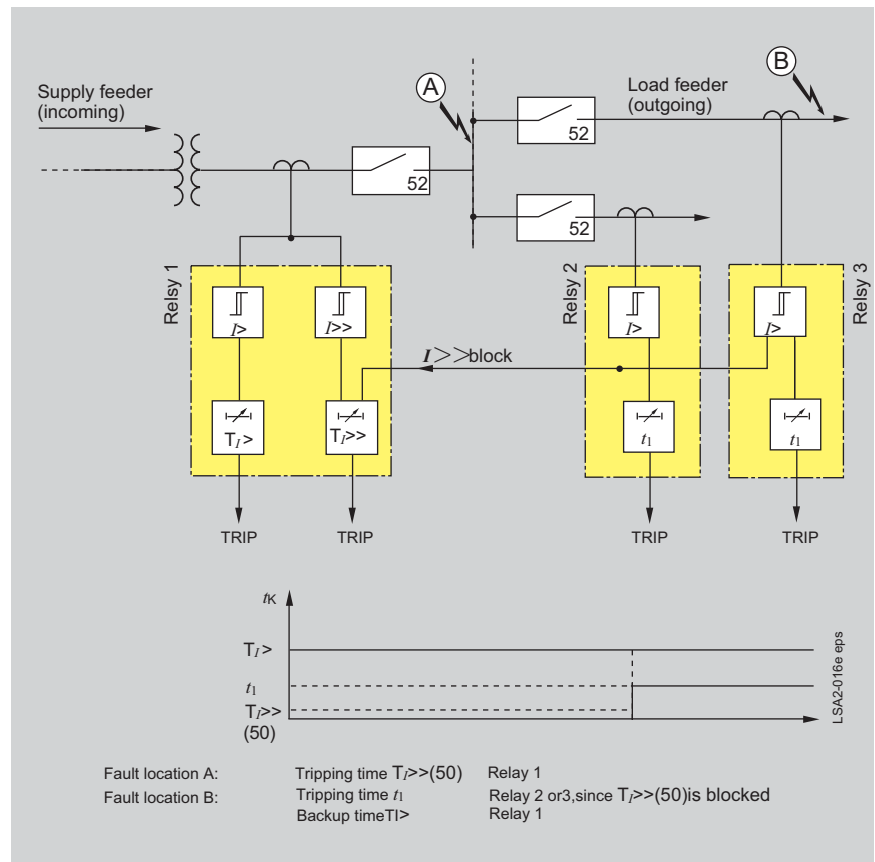 Supply feeder
(incoming)
A
B
Load feeder
(outgoing)
52
52
52
Relsy 1
I>
I>>
TI>
TI>>
I>>block
Relsy 2
I>
t1
Relsy 3
I>
t1
TRIP
TRIP
TRIP
TRIP
tK
TI>
t1
TI>>
(50)
LSA2-016e eps
Fault location A: Tripping time TI>>(50) Relay 1
Fault location B: Tripping time t1 Relay 2 or3,since TI>>(50)is blocked
Backup timeTI> Relay 1